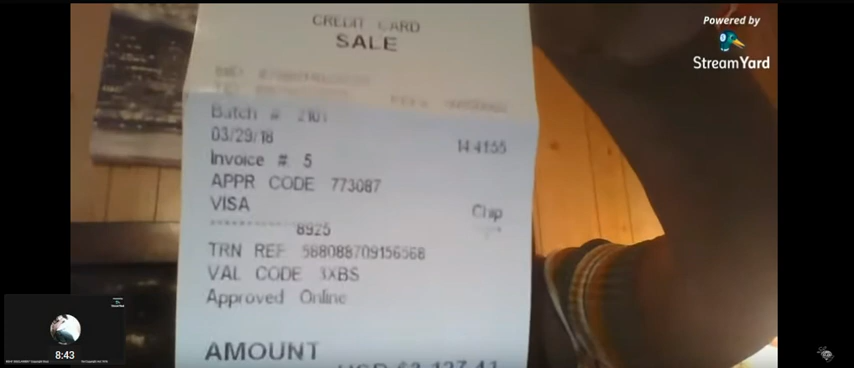 Powered by
StreamYard
CREDIT CARD
SALE
Batch # 2101
03/29/18 14:41:55
Invoice # 5
APPR CODE 773087
VISA Chip
8925
TRN REF 588088709156568
VAL CODE 3XBS
Approved Online
AMOUNT
8:43